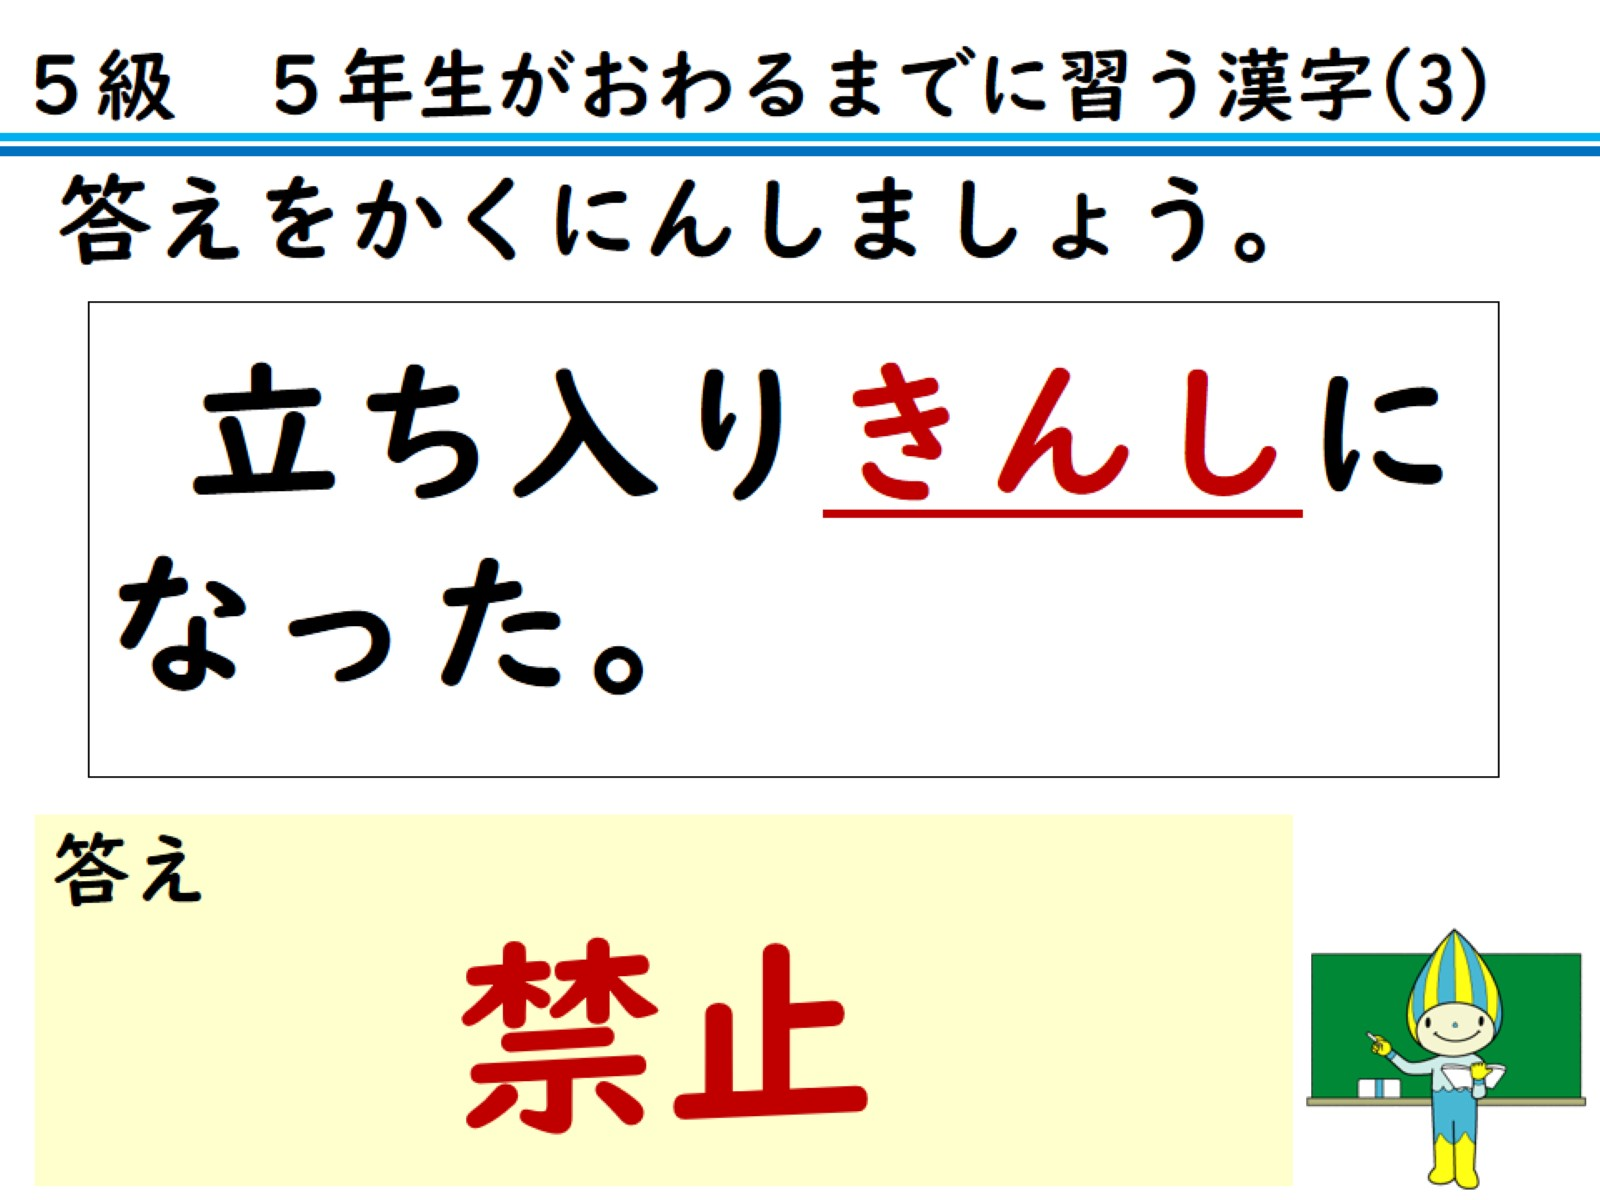 ５級　５年生がおわるまでに習う漢字(3)
答えをかくにんしましょう。
立ち入りきんしに
なった。
答え
禁止